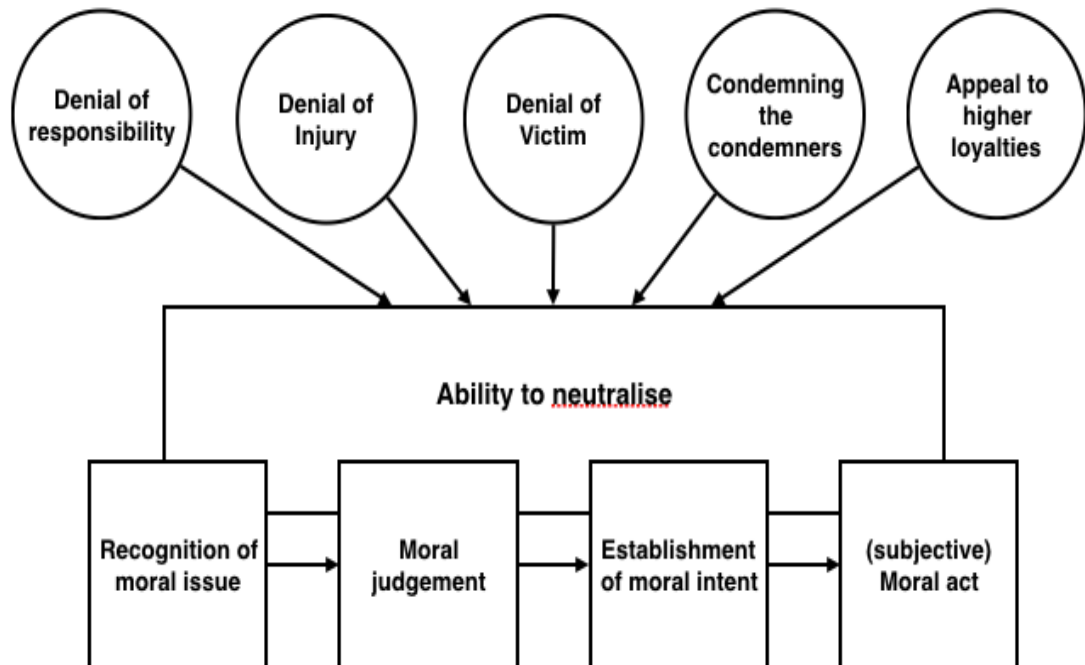 Denial of
responsibility
Denial of
Injury
Denial of
Victim
Condemning
the
condemners
Appeal to
higher
loyalties
Ability to neutralise
Recognition of
moral issue
Moral
judgement
Establishment
of moral intent
(subjective)
Moral act